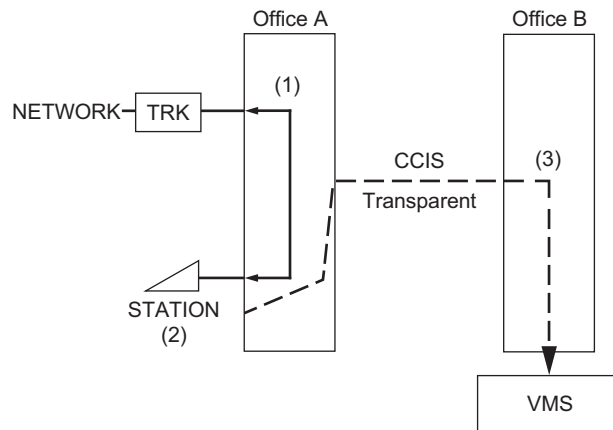 Office A
Office B
(1)
NETWORK
TRK
CCIS
(3)
Transparent
STATION
(2)
VMS